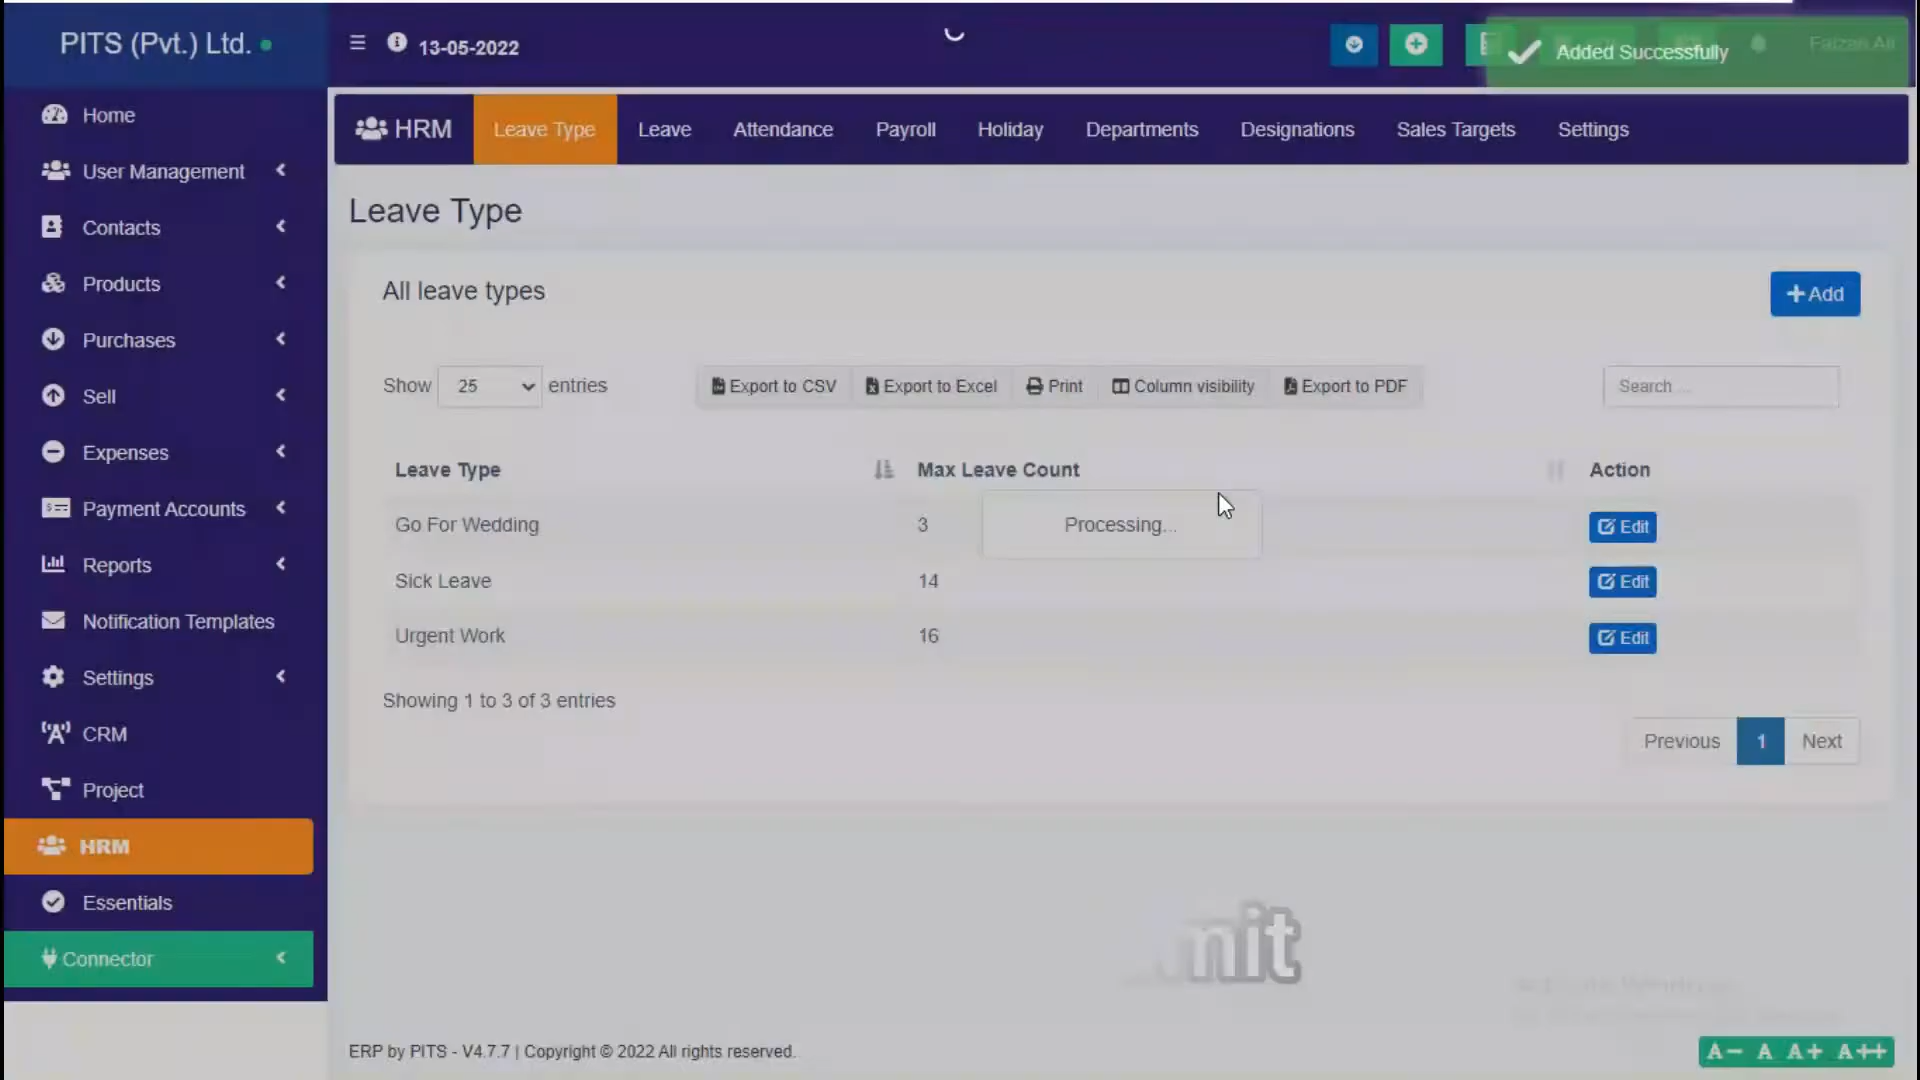 PITS (Pvt.) Ltd.
13-05-2022
Added Successfully
Faizan Ali
Home
User Management
Contacts
Products
Purchases
Sell
Expenses
Payment Accounts
Reports
Notification Templates
Settings
CRM
Project
HRM
Essentials
Connector
HRM Leave Type Leave Attendance Payroll Holiday Departments Designations Sales Targets Settings
Leave Type
All leave types
Add
Show 25 entries
Export to CSV Export to Excel Print Column visibility Export to PDF
Search ...
Leave Type Max Leave Count Action
Go For Wedding 3 Edit
Processing...
Sick Leave 14 Edit
Urgent Work 16 Edit
Showing 1 to 3 of 3 entries
Previous 1 Next
ERP by PITS - V4.7.7 | Copyright © 2022 All rights reserved.
A- A A+ A++